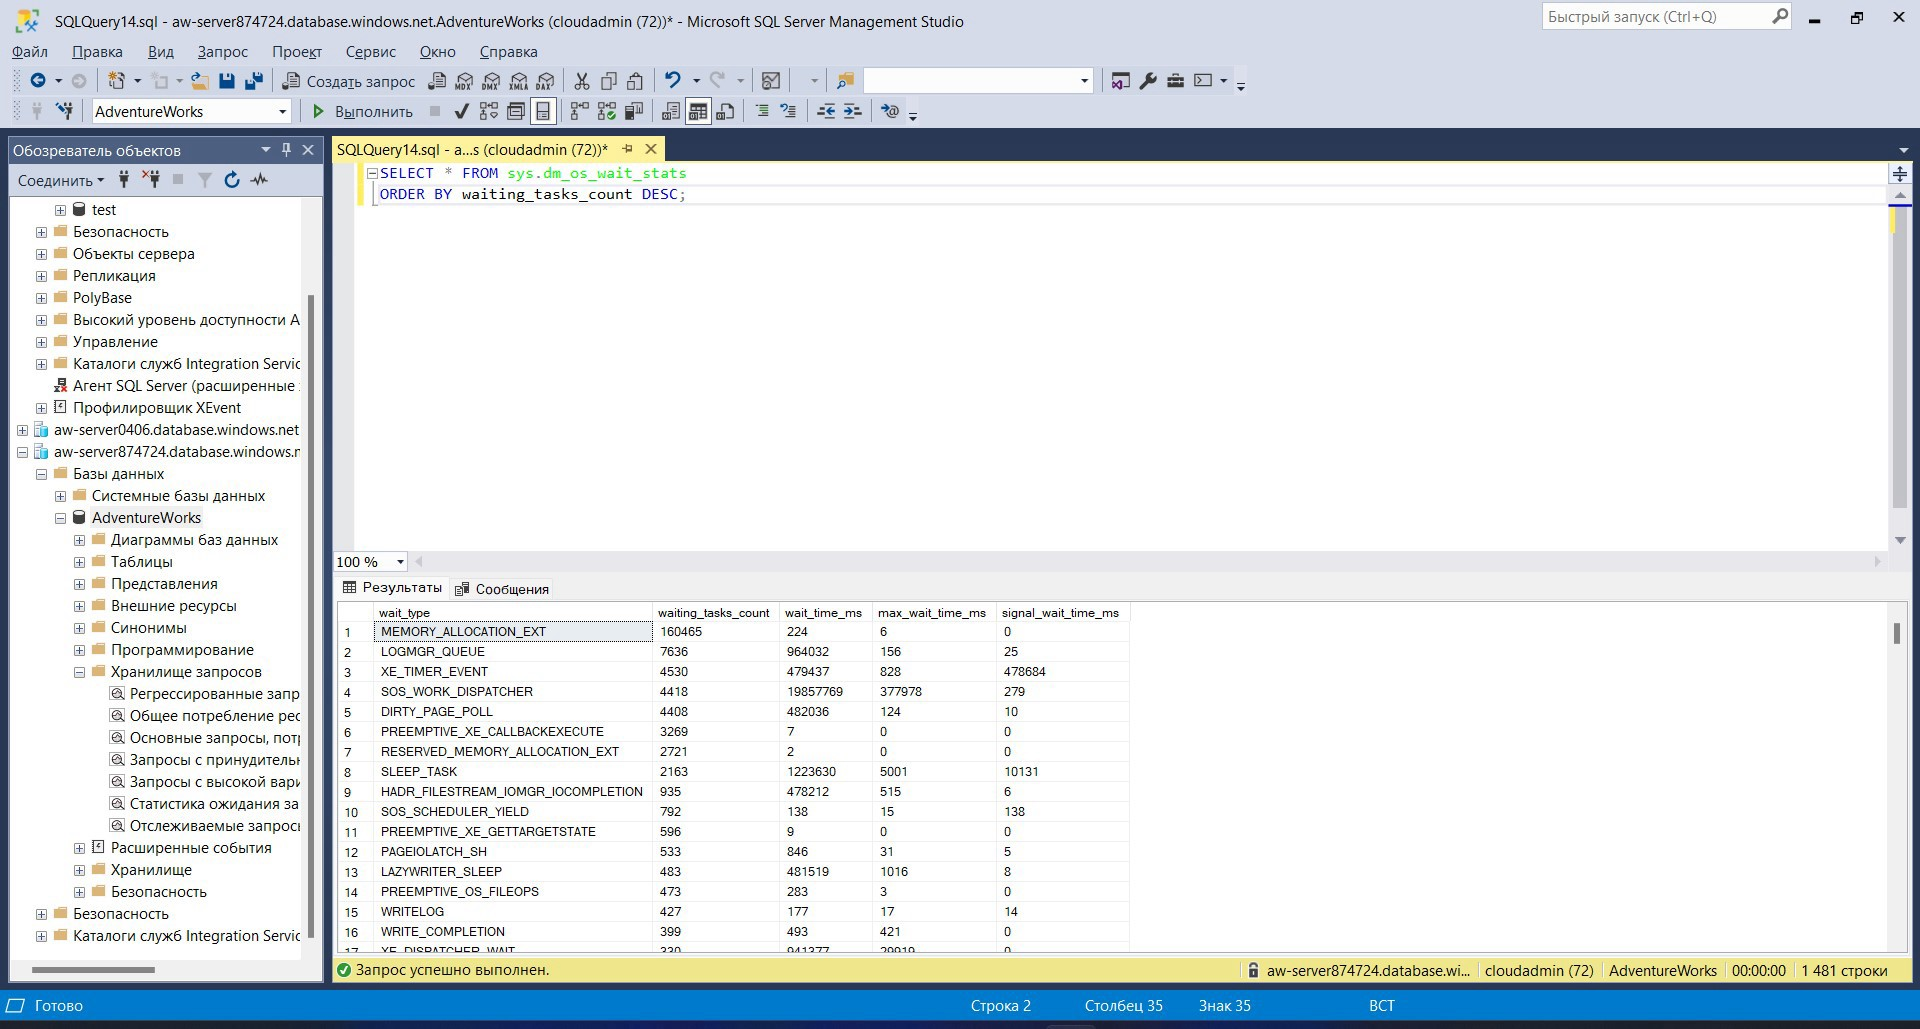 SQLQuery14.sql - aw-server874724.database.windows.net.AdventureWorks (cloudadmin (72))* - Microsoft SQL Server Management Studio
Быстрый запуск (Ctrl+Q)
Файл Правка Вид Запрос Проект Сервис Окно Справка
Создать запрос MDX DMX XMLA DAX
AdventureWorks Выполнить
Обозреватель объектов
Соединить
test
Безопасность
Объекты сервера
Репликация
PolyBase
Высокий уровень доступности A
Управление
Каталоги служб Integration Servic
Агент SQL Server (расширенные
Профилировщик XEvent
aw-server0406.database.windows.net
aw-server874724.database.windows.n
Базы данных
Системные базы данных
AdventureWorks
Диаграммы баз данных
Таблицы
Представления
Внешние ресурсы
Синонимы
Программирование
Хранилище запросов
Регрессированные запр
Общее потребление рес
Основные запросы, пот
Запросы с принудитель
Запросы с высокой вари
Статистика ожидания за
Отслеживаемые запрос
Расширенные события
Хранилище
Безопасность
Безопасность
Каталоги служб Integration Servic
SQLQuery14.sql - a...s (cloudadmin (72))*
SELECT * FROM sys.dm_os_wait_stats
ORDER BY waiting_tasks_count DESC;
100 %
Результаты Сообщения
wait_type waiting_tasks_count wait_time_ms max_wait_time_ms signal_wait_time_ms
1 MEMORY_ALLOCATION_EXT 160465 224 6 0
2 LOGMGR_QUEUE 7636 964032 156 25
3 XE_TIMER_EVENT 4530 479437 828 478684
4 SOS_WORK_DISPATCHER 4418 19857769 377978 279
5 DIRTY_PAGE_POLL 4408 482036 124 10
6 PREEMPTIVE_XE_CALLBACKEXECUTE 3269 7 0 0
7 RESERVED_MEMORY_ALLOCATION_EXT 2721 2 0 0
8 SLEEP_TASK 2163 1223630 5001 10131
9 HADR_FILESTREAM_IOMGR_IOCOMPLETION 935 478212 515 6
10 SOS_SCHEDULER_YIELD 792 138 15 138
11 PREEMPTIVE_XE_GETTARGETSTATE 596 9 0 0
12 PAGEIOLATCH_SH 533 846 31 5
13 LAZYWRITER_SLEEP 483 481519 1016 8
14 PREEMPTIVE_OS_FILEOPS 473 283 3 0
15 WRITELOG 427 177 17 14
16 WRITE_COMPLETION 399 493 421 0
17 XE_DISPATCHER_WAIT 330 941377 29919 0
Запрос успешно выполнен. aw-server874724.database.wi... cloudadmin (72) AdventureWorks 00:00:00 1 481 строки
Готово Строка 2 Столбец 35 Знак 35 ВСТ